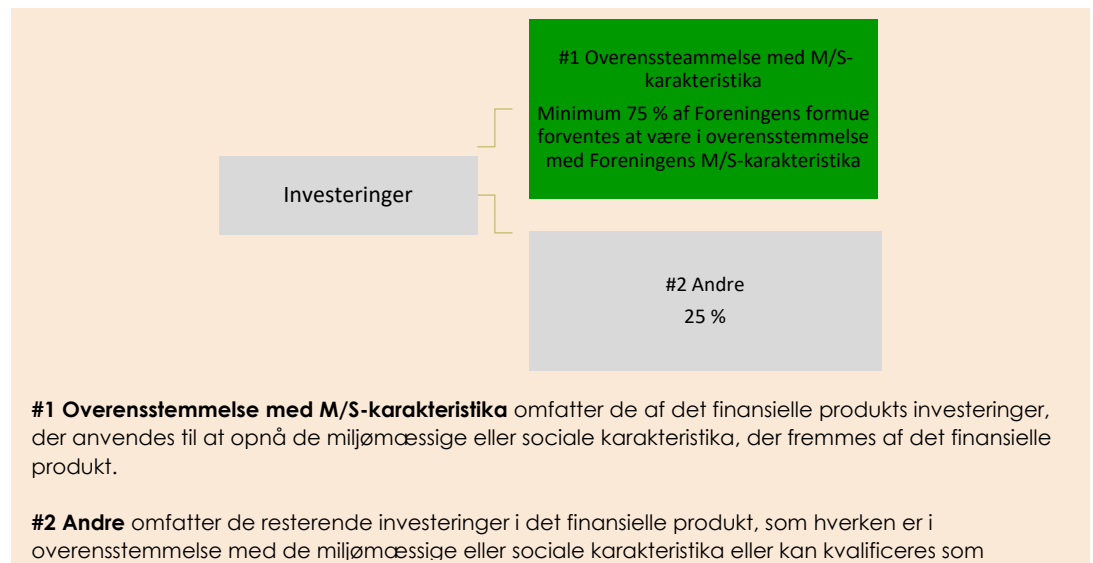 #1 Overenssteammelse med M/S-
karakteristika
Minimum 75 % af Foreningens formue
forventes at være i overensstemmelse
med Foreningens M/S-karakteristika
Investeringer
#2 Andre
25 %
#1 Overensstemmelse med M/S-karakteristika omfatter de af det finansielle produkts investeringer,
der anvendes til at opnå de miljømæssige eller sociale karakteristika, der fremmes af det finansielle
produkt.
#2 Andre omfatter de resterende investeringer i det finansielle produkt, som hverken er i
overensstemmelse med de miljømæssige eller sociale karakteristika eller kan kvalificeres som